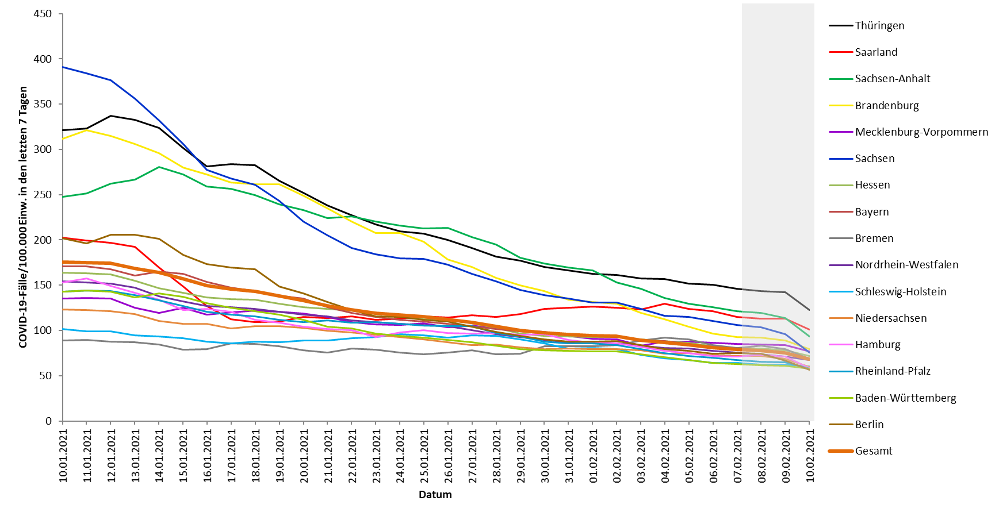 COVID-19-Fälle/100.000 Einw. in den letzten 7 Tagen
450
400
350
300
250
200
150
100
50
0
10.01.2021
11.01.2021
12.01.2021
13.01.2021
14.01.2021
15.01.2021
16.01.2021
17.01.2021
18.01.2021
19.01.2021
20.01.2021
21.01.2021
22.01.2021
23.01.2021
24.01.2021
25.01.2021
26.01.2021
27.01.2021
28.01.2021
29.01.2021
30.01.2021
31.01.2021
01.02.2021
02.02.2021
03.02.2021
04.02.2021
05.02.2021
06.02.2021
07.02.2021
08.02.2021
09.02.2021
10.02.2021
Datum
Thüringen
Saarland
Sachsen-Anhalt
Brandenburg
Mecklenburg-Vorpommern
Sachsen
Hessen
Bayern
Bremen
Nordrhein-Westfalen
Schleswig-Holstein
Niedersachsen
Hamburg
Rheinland-Pfalz
Baden-Württemberg
Berlin
Gesamt